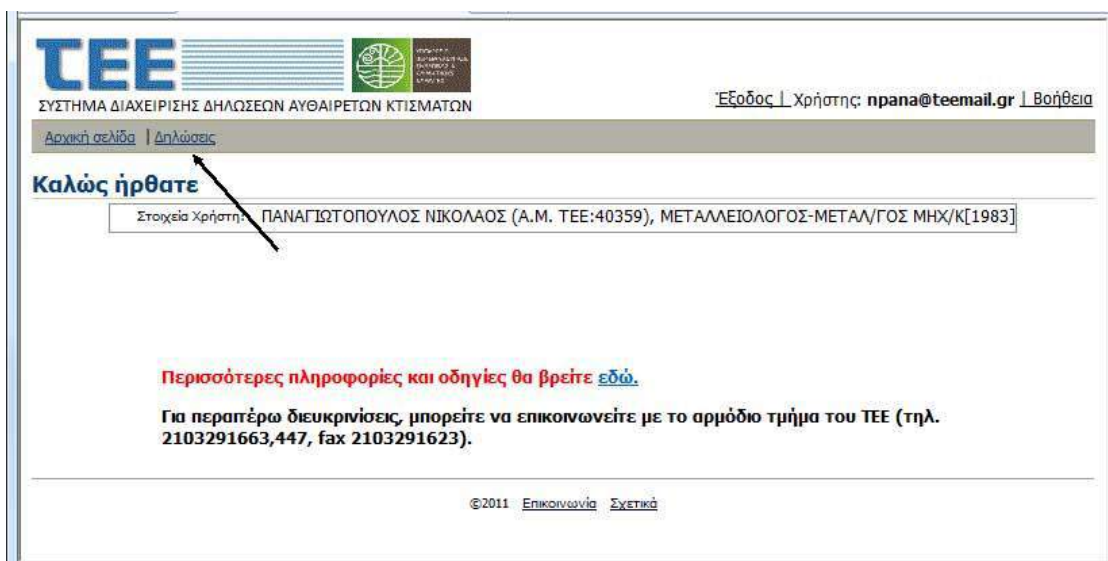 TEE
ΣΥΣΤΗΜΑ ΔΙΑΧΕΙΡΙΣΗΣ ΔΗΛΩΣΕΩΝ ΑΥΘΑΙΡΕΤΩΝ ΚΤΙΣΜΑΤΩΝ
Έξοδος | Χρήστης: npana@teemail.gr | Βοήθεια
Αρχική σελίδα | Δηλώσεις
Καλώς ήρθατε
Στοιχεία Χρήστη: ΠΑΝΑΓΙΩΤΟΠΟΥΛΟΣ ΝΙΚΟΛΑΟΣ (Α.Μ. ΤΕΕ:40359), ΜΕΤΑΛΛΕΙΟΛΟΓΟΣ-ΜΕΤΑΛ/ΓΟΣ ΜΗΧ/Κ[1983]
Περισσότερες πληροφορίες και οδηγίες θα βρείτε εδώ.
Για περαιτέρω διευκρινίσεις, μπορείτε να επικοινωνείτε με το αρμόδιο τμήμα του ΤΕΕ (τηλ.
2103291663,447, fax 2103291623).
©2011 Επικοινωνία Σχετικά